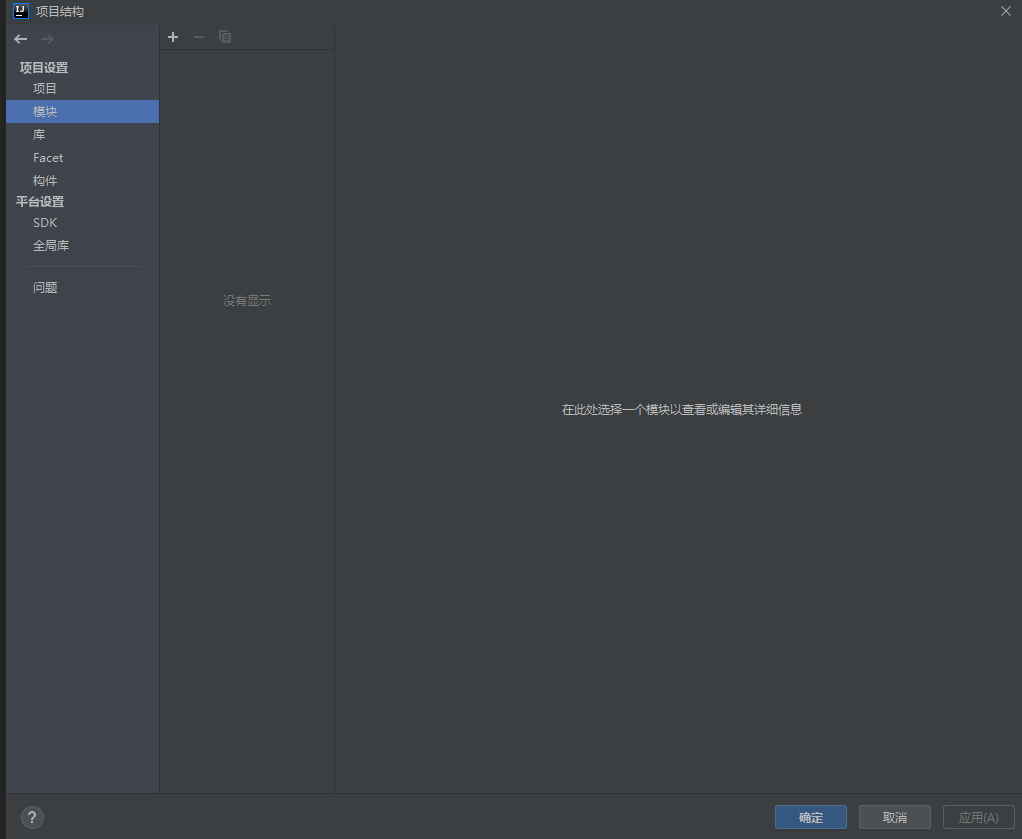 项目结构
项目设置
项目
模块
库
Facet
构件
平台设置
SDK
全局库
问题
没有显示
在此处选择一个模块以查看或编辑其详细信息
?
确定
取消
应用(A)